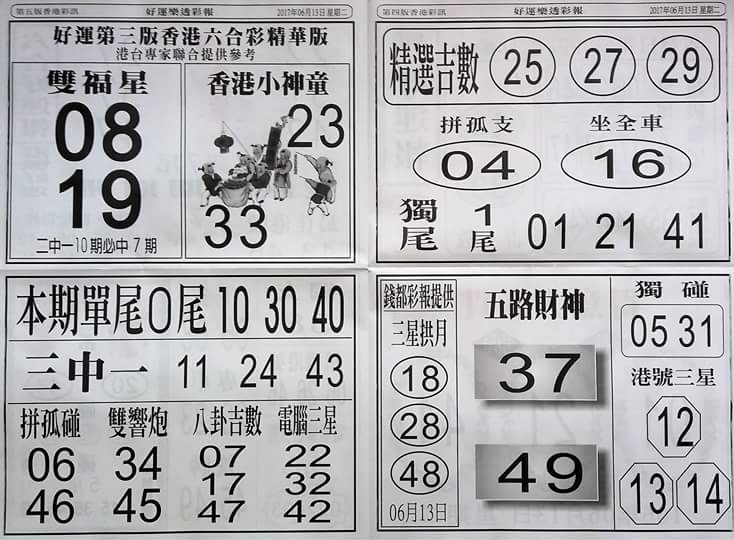 第五版香港彩訊 好運樂透彩報 2017年06月13日 星期二
好運第三版香港六合彩精華版
港台專家聯合提供參考
雙福星
08
19
二中一10期必中7期
香港小神童
23
33
第四版香港彩訊 好運樂透彩報 2017年06月13日 星期二
精選吉數 25 27 29
拼孤支 坐全車
04 16
獨尾 1尾 01 21 41
本期單尾0尾 10 30 40
三中一 11 24 43
拼孤碰 雙響炮 八卦吉數 電腦三星
06 34 07 22
46 45 17 32
47 42
錢都彩報提供
三星拱月
18
28
48
06月13日
五路財神
37
49
獨碰
05 31
港號三星
12
13 14